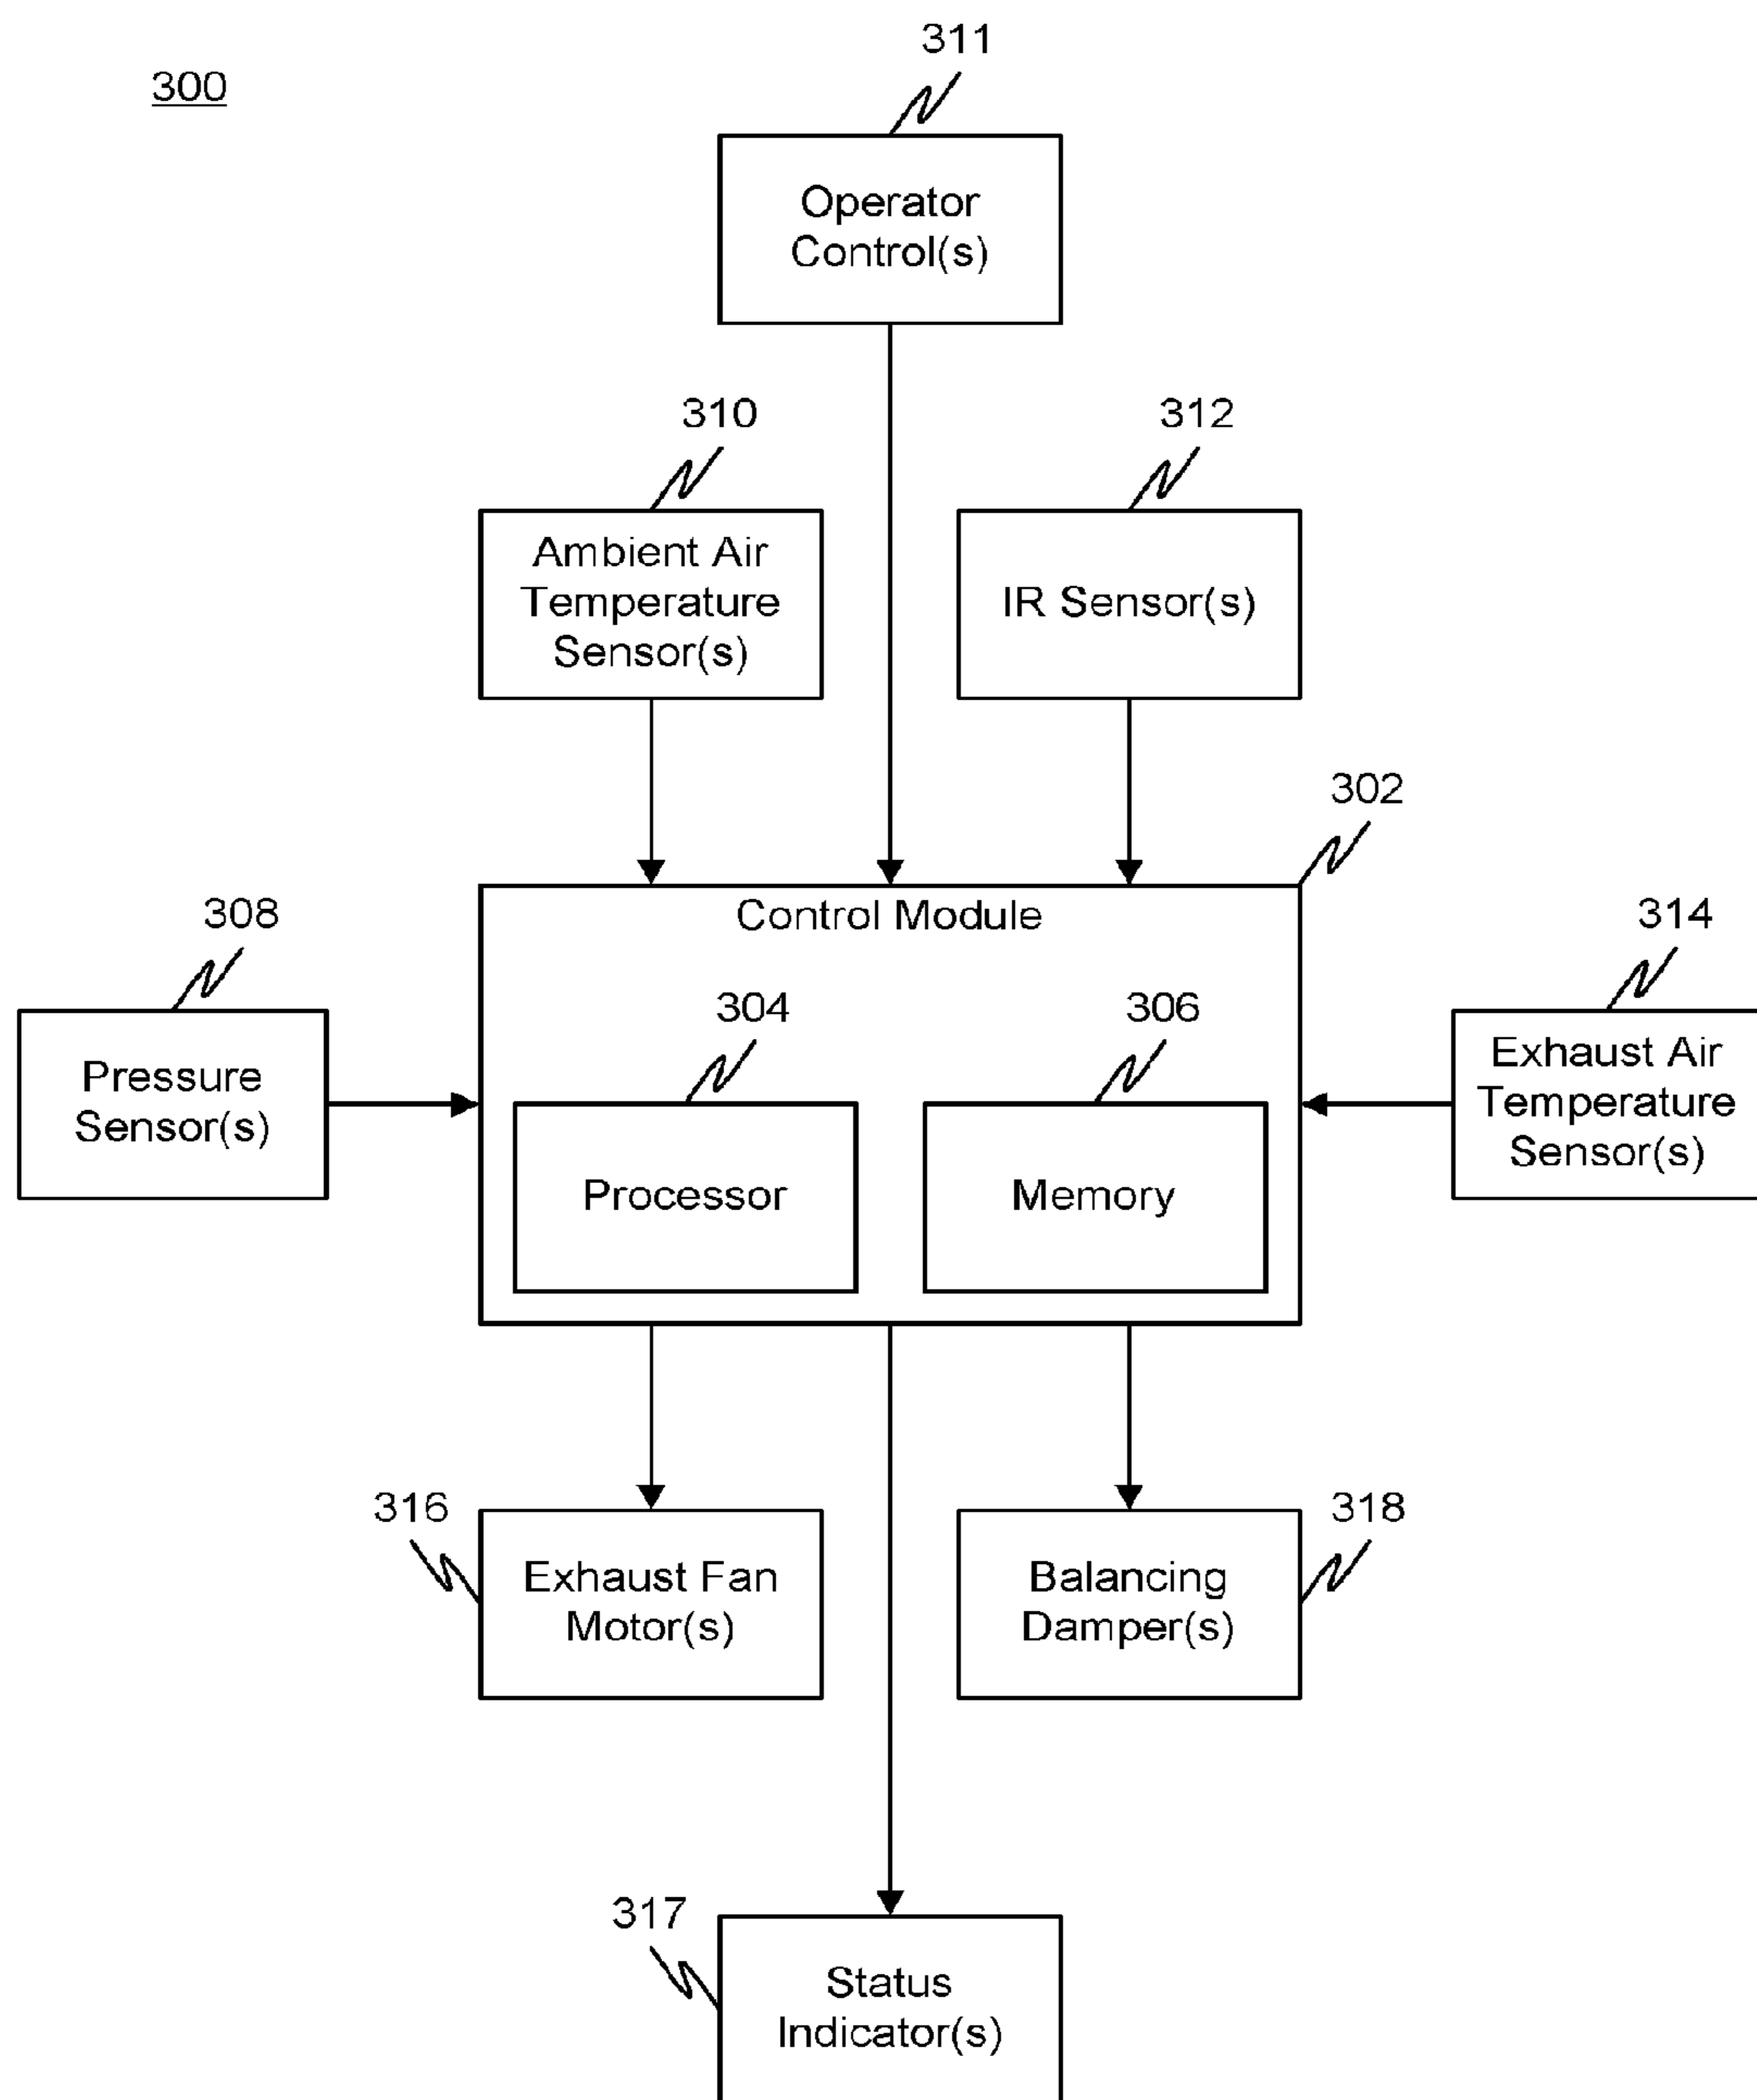 300
311
Operator
Control(s)
310
312
Ambient Air
Temperature
Sensor(s)
IR Sensor(s)
302
308
Control Module
314
304
306
Pressure
Sensor(s)
Exhaust Air
Temperature
Sensor(s)
Processor
Memory
316
318
Exhaust Fan
Motor(s)
Balancing
Damper(s)
317
Status
Indicator(s)